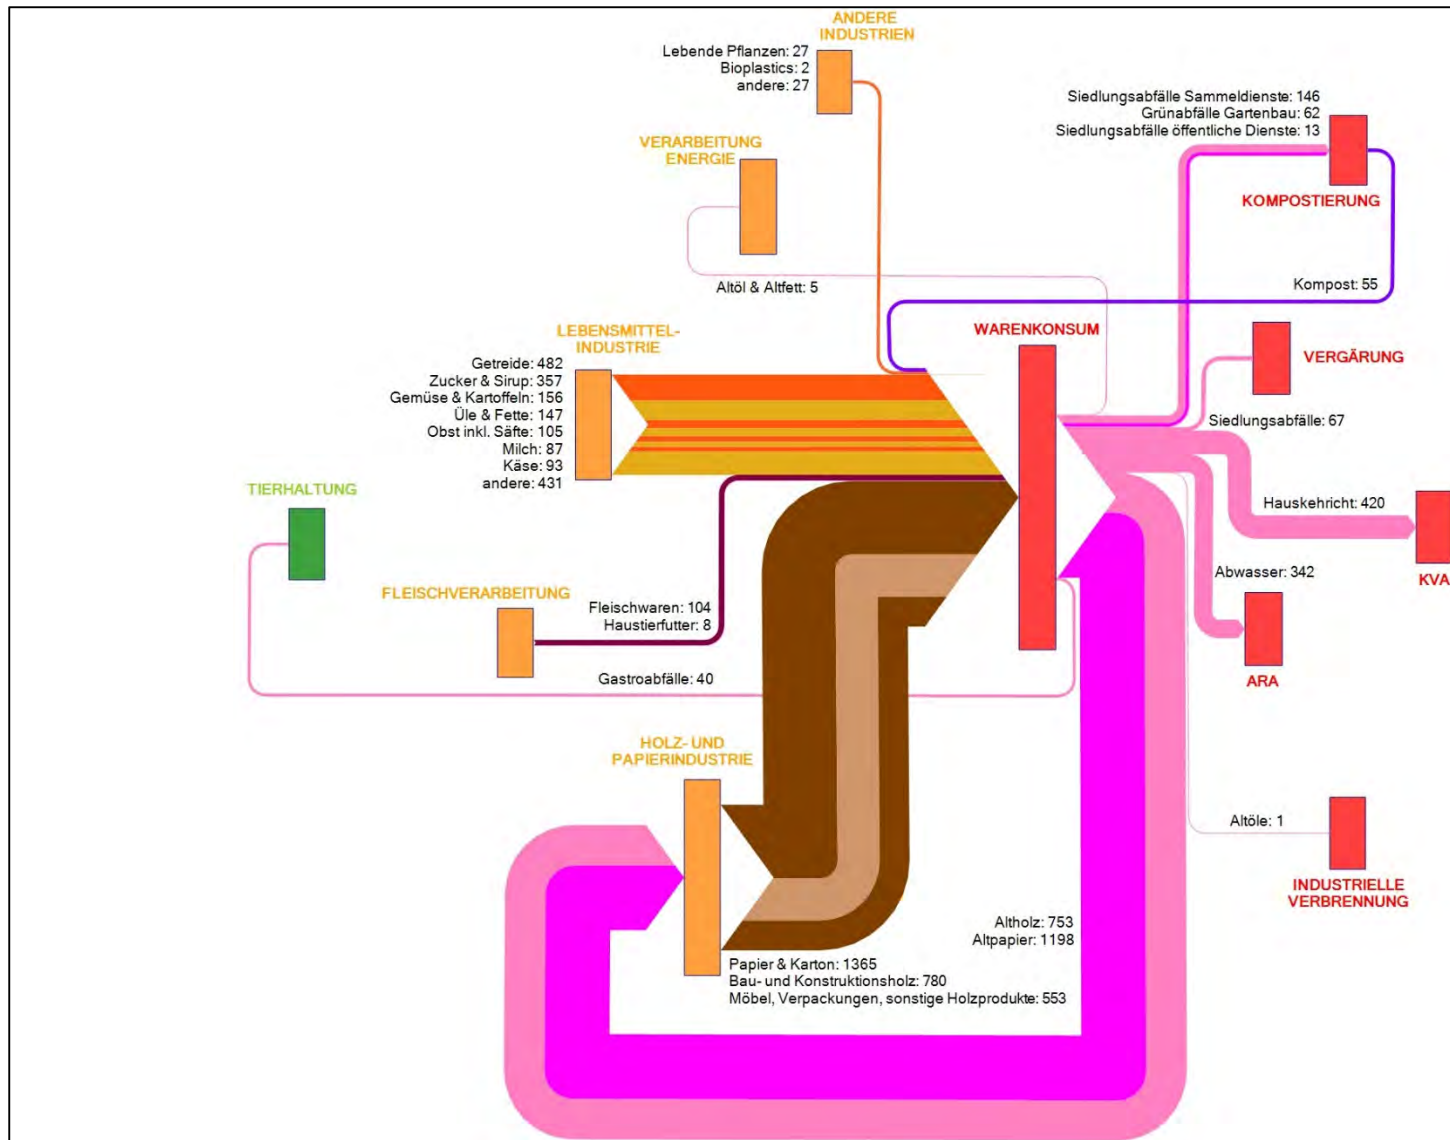 ANDERE
INDUSTRIEN
Lebende Pflanzen: 27
Bioplastics: 2
andere: 27
Siedlungsabfälle Sammeldienste: 146
Grünabfälle Gartenbau: 62
Siedlungsabfälle öffentliche Dienste: 13
KOMPOSTIERUNG
VERARBEITUNG
ENERGIE
Altöl & Altfett: 5
Kompost: 55
LEBENSMITTEL-
INDUSTRIE
Getreide: 482
Zucker & Sirup: 357
Gemüse & Kartoffeln: 156
Üle & Fette: 147
Obst inkl. Säfte: 105
Milch: 87
Käse: 93
andere: 431
WARENKONSUM
VERGÄRUNG
Siedlungsabfälle: 67
TIERHALTUNG
Hauskehricht: 420
KVA
FLEISCHVERARBEITUNG
Fleischwaren: 104
Haustierfutter: 8
Abwasser: 342
ARA
Gastroabfälle: 40
HOLZ- UND
PAPIERINDUSTRIE
Altöle: 1
INDUSTRIELLE
VERBRENNUNG
Altholz: 753
Altpapier: 1198
Papier & Karton: 1365
Bau- und Konstruktionsholz: 780
Möbel, Verpackungen, sonstige Holzprodukte: 553